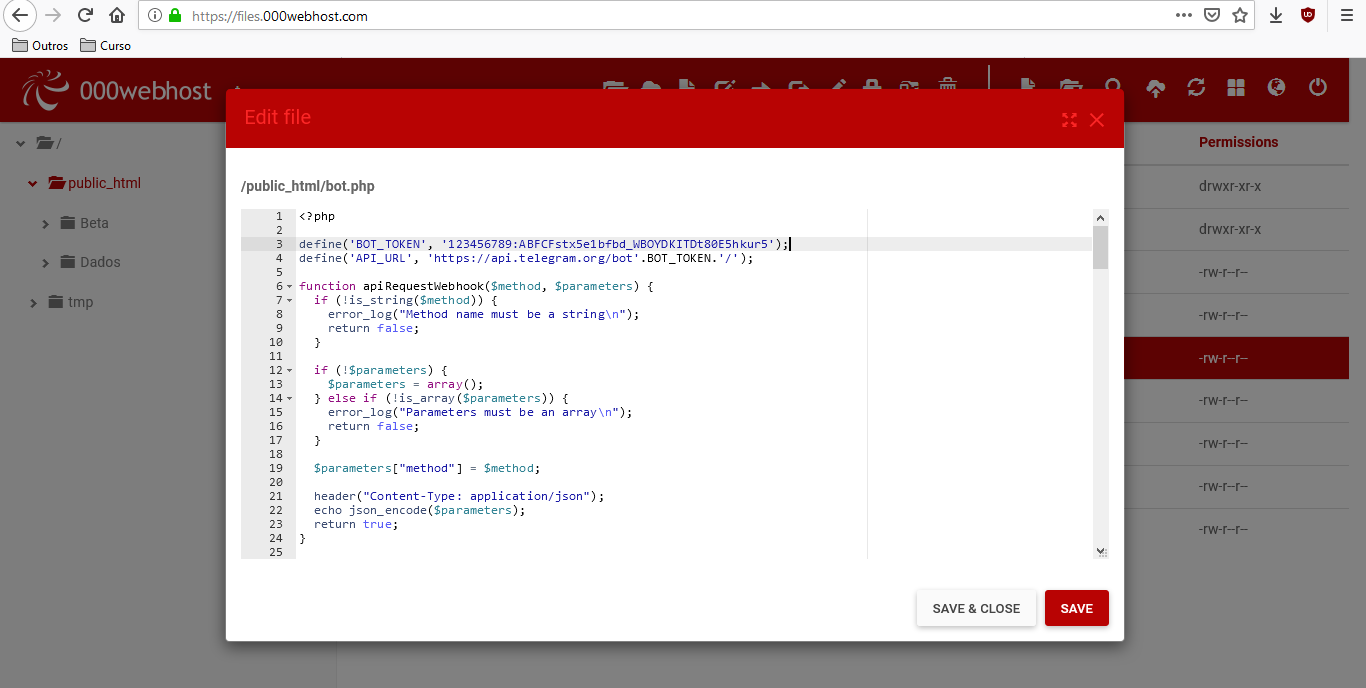 https://files.000webhost.com
Outros
Curso
000webhost
Edit file
/
public_html
Beta
Dados
tmp
Permissions
drwxr-xr-x
drwxr-xr-x
-rw-r--r--
-rw-r--r--
-rw-r--r--
-rw-r--r--
-rw-r--r--
-rw-r--r--
-rw-r--r--
/public_html/bot.php
1 <?php
2
3 define('BOT_TOKEN', '123456789:ABFCFstx5e1bfbd_WBOYDKITDt80E5hkur5');
4 define('API_URL', 'https://api.telegram.org/bot'.BOT_TOKEN.'/');
5
6 function apiRequestWebhook($method, $parameters) {
7 if (!is_string($method)) {
8 error_log("Method name must be a string\n");
9 return false;
10 }
11
12 if (!$parameters) {
13 $parameters = array();
14 } else if (!is_array($parameters)) {
15 error_log("Parameters must be an array\n");
16 return false;
17 }
18
19 $parameters["method"] = $method;
20
21 header("Content-Type: application/json");
22 echo json_encode($parameters);
23 return true;
24 }
25
SAVE & CLOSE
SAVE